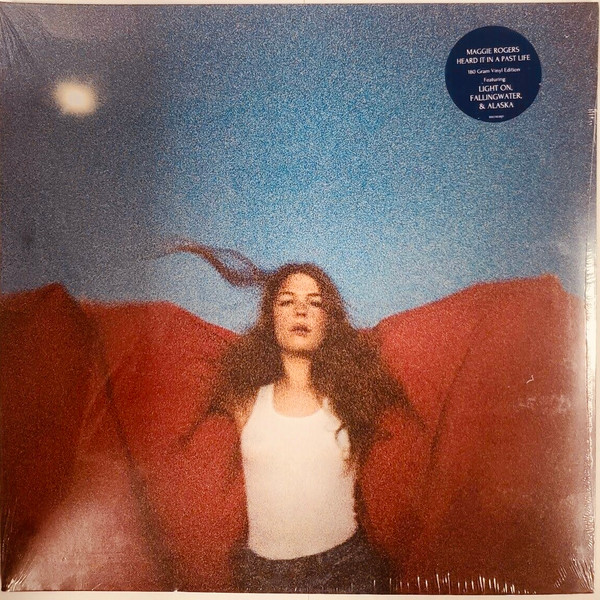 MAGGIE ROGERS
HEARD IT IN A PAST LIFE
180 Gram Vinyl Edition
Featuring
LIGHT ON,
FALLINGWATER,
& ALASKA